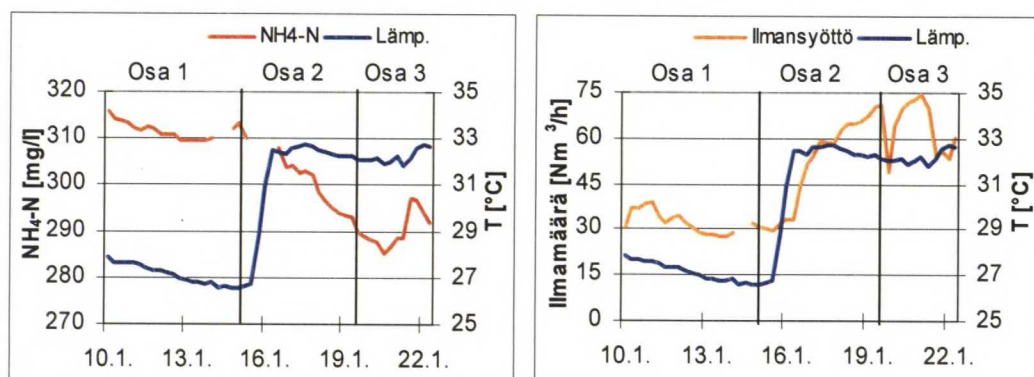 NH4-N Lämp.
Osa 1 Osa 2 Osa 3
320 35
310 33
300 31
290 29
280 27
270 25
NH₄-N [mg/l]
T [°C]
10.1. 13.1. 16.1. 19.1. 22.1.
Ilmansyöttö Lämp.
Osa 1 Osa 2 Osa 3
75 35
60 33
45 31
30 29
15 27
0 25
Ilmamäärä [Nm³/h]
T [°C]
10.1. 13.1. 16.1. 19.1. 22.1.